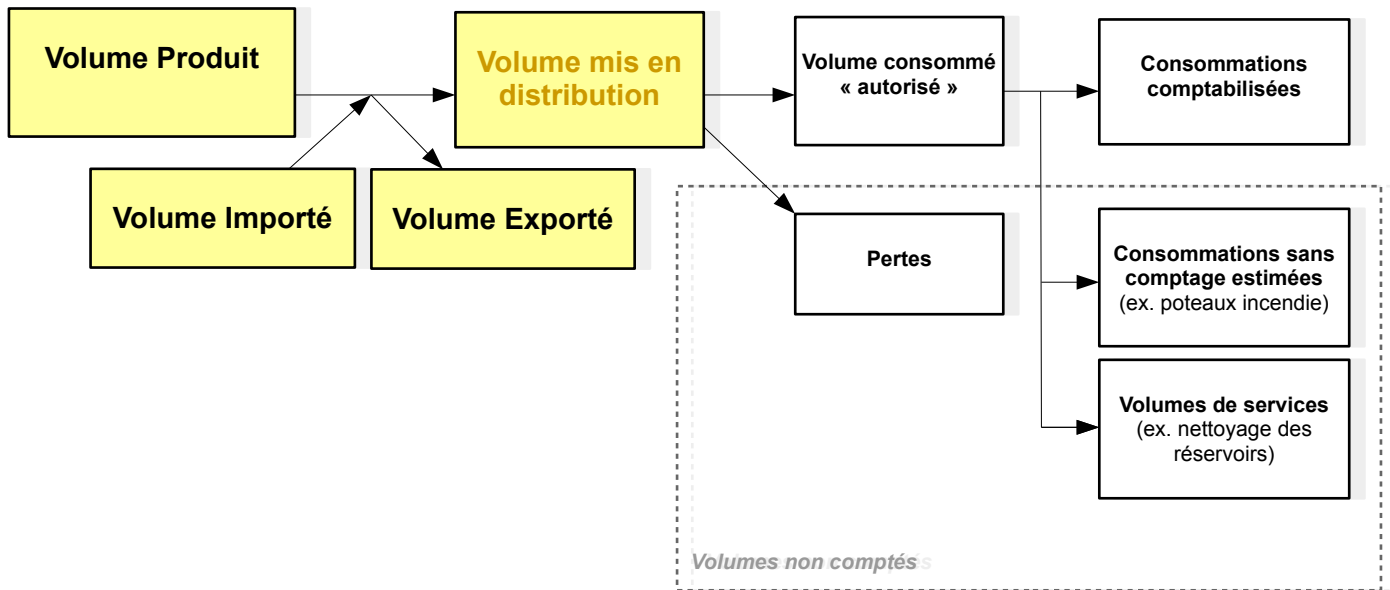 Volume Produit
Volume mis en
distribution
Volume consommé
« autorisé »
Consommations
comptabilisées
Volume Importé
Volume Exporté
Pertes
Consommations sans
comptage estimées
(ex. poteaux incendie)
Volumes de services
(ex. nettoyage des
réservoirs)
Volumes non comptés